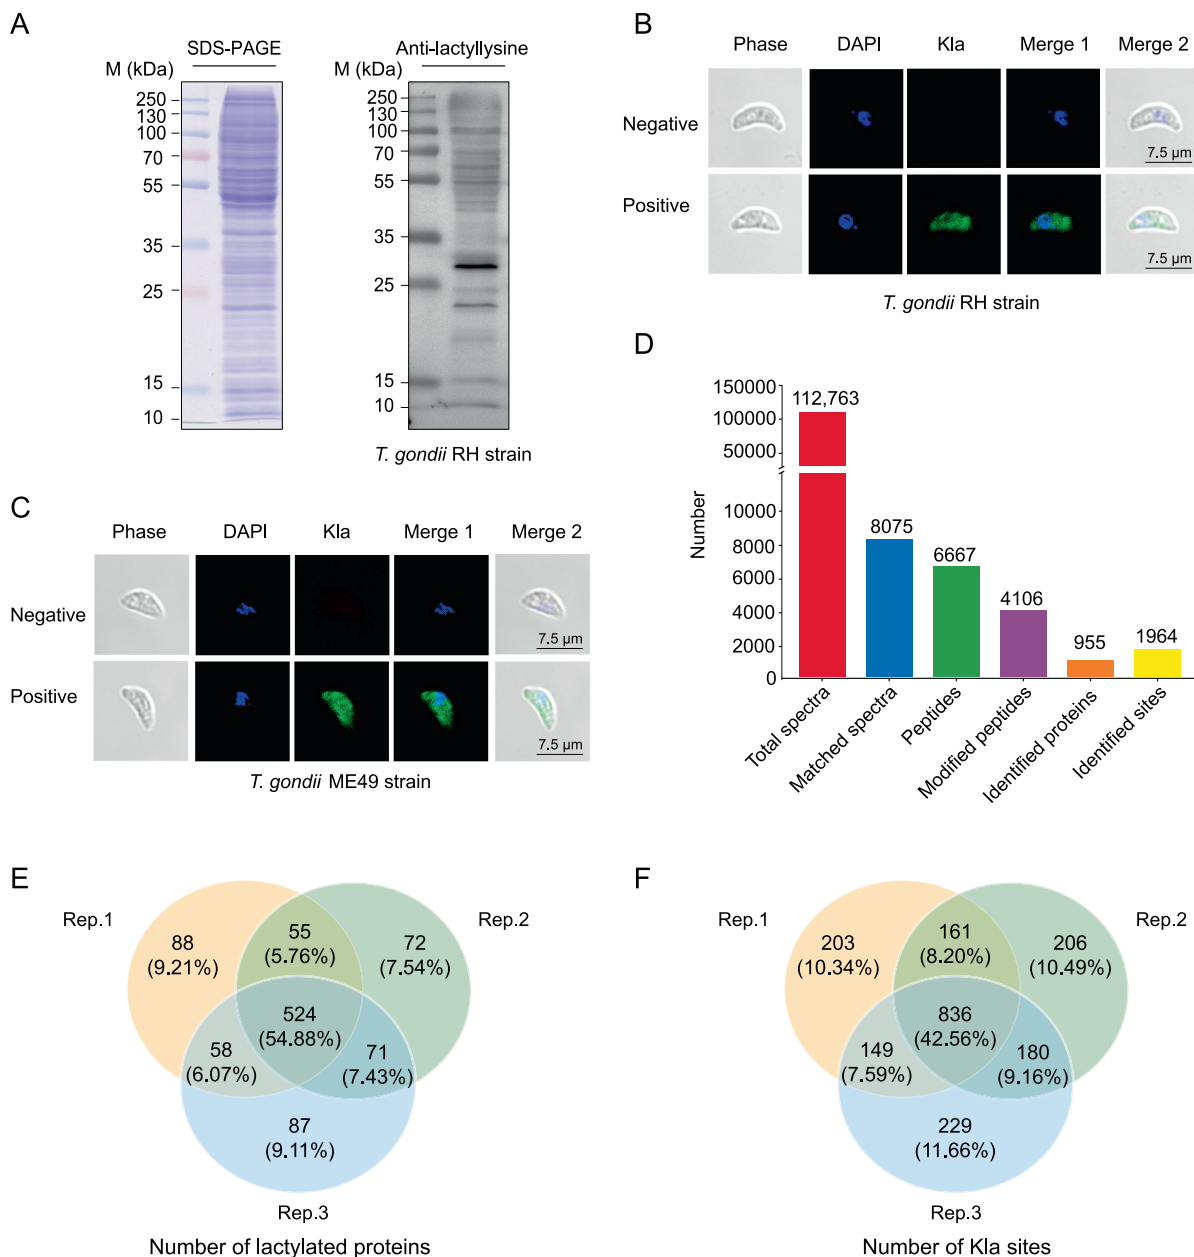 A
SDS-PAGE
M (kDa)
250
130
100
70
55
35
25
15
10
Anti-lactyllysine
M (kDa)
250
130
100
70
55
35
25
15
10
T. gondii RH strain
B
Phase DAPI Kla Merge 1 Merge 2
Negative
7.5 µm
Positive
7.5 µm
T. gondii RH strain
C
Phase DAPI Kla Merge 1 Merge 2
Negative
7.5 µm
Positive
7.5 µm
T. gondii ME49 strain
D
Number
150000
100000
50000
10000
8000
6000
4000
2000
0
112,763
8075
6667
4106
955
1964
Total spectra
Matched spectra
Peptides
Modified peptides
Identified proteins
Identified sites
E
Rep.1
Rep.2
88
(9.21%)
55
(5.76%)
72
(7.54%)
524
(54.88%)
58
(6.07%)
71
(7.43%)
87
(9.11%)
Rep.3
Number of lactylated proteins
F
Rep.1
Rep.2
203
(10.34%)
161
(8.20%)
206
(10.49%)
836
(42.56%)
149
(7.59%)
180
(9.16%)
229
(11.66%)
Rep.3
Number of Kla sites